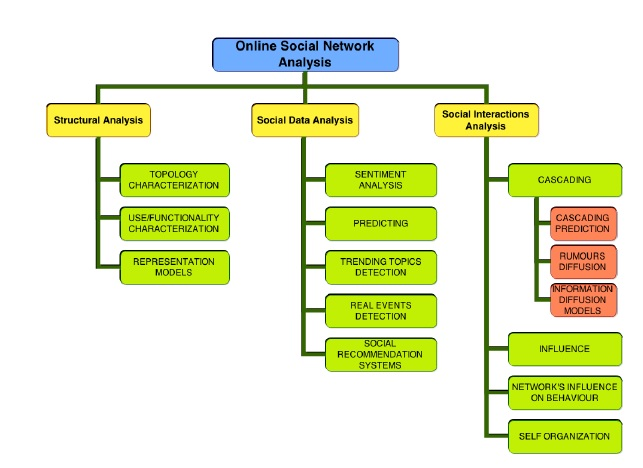 Online Social Network
Analysis
Structural Analysis
Social Data Analysis
Social Interactions
Analysis
TOPOLOGY
CHARACTERIZATION
USE/FUNCTIONALITY
CHARACTERIZATION
REPRESENTATION
MODELS
SENTIMENT
ANALYSIS
PREDICTING
TRENDING TOPICS
DETECTION
REAL EVENTS
DETECTION
SOCIAL
RECOMMENDATION
SYSTEMS
CASCADING
CASCADING
PREDICTION
RUMOURS
DIFFUSION
INFORMATION
DIFFUSION
MODELS
INFLUENCE
NETWORK'S INFLUENCE
ON BEHAVIOUR
SELF ORGANIZATION